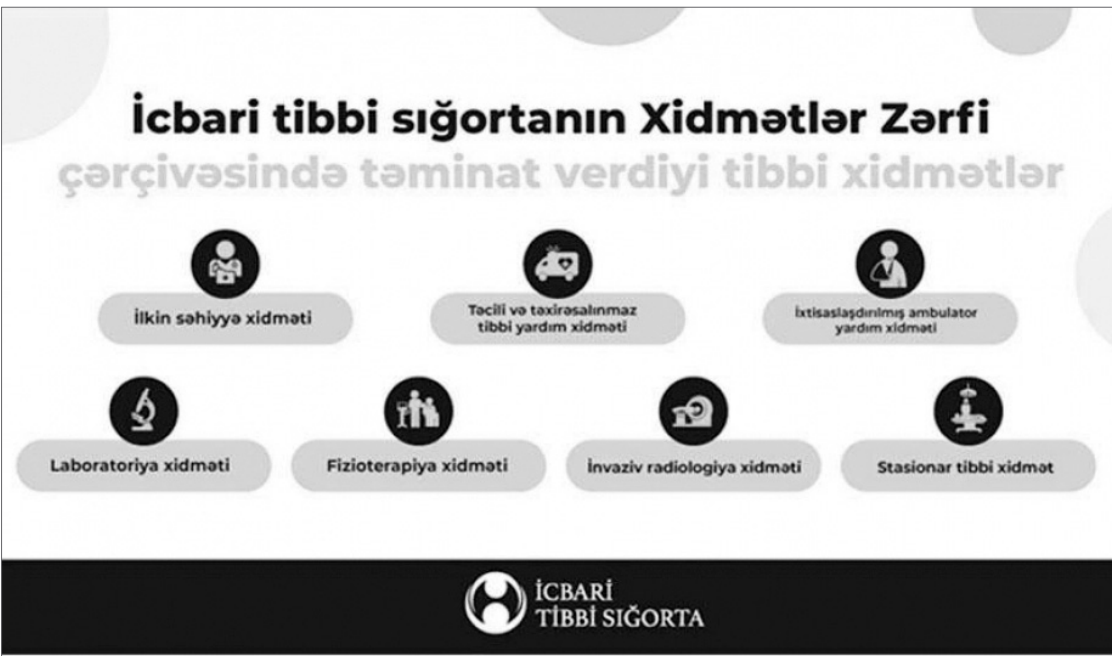 İcbari tibbi sığortanın Xidmətlər Zərfi
çərçivəsində təminat verdiyi tibbi xidmətlər
İlkin səhiyyə xidməti
Təcili və təxirəsalınmaz
tibbi yardım xidməti
İxtisaslaşdırılmış ambulator
yardım xidməti
Laboratoriya xidməti
Fizioterapiya xidməti
İnvaziv radiologiya xidməti
Stasionar tibbi xidmət
İCBARİ
TİBBİ SIĞORTA